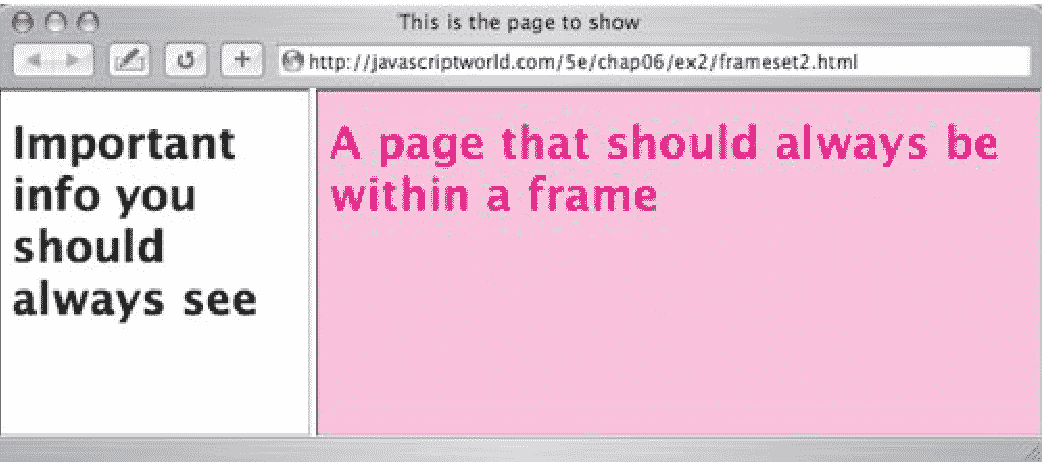 This is the page to show
http://javascriptworld.com/5e/chap06/ex2/frameset2.html
Important
info you
should
always see
A page that should always be
within a frame